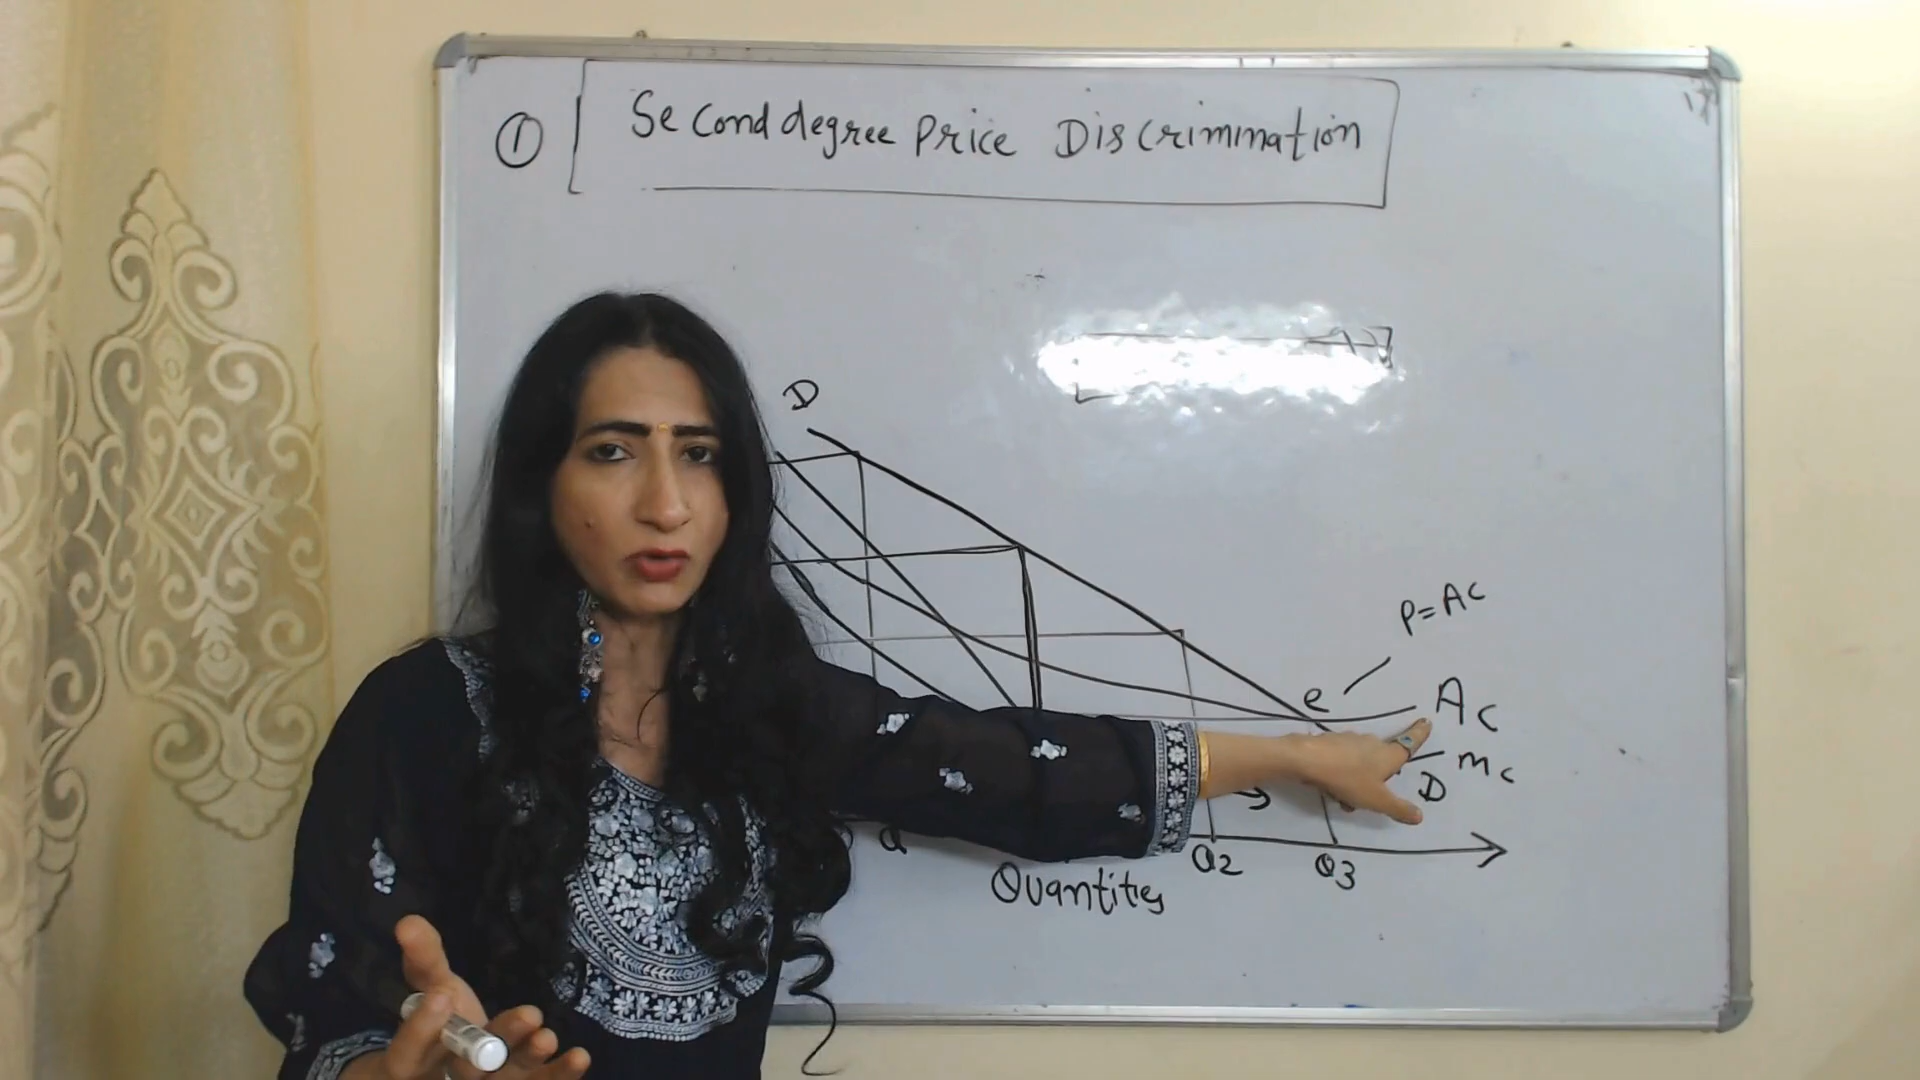 ① Second degree Price Discrimination
D
P=AC
e
AC
mc
D
Q2
Q3
Quantities